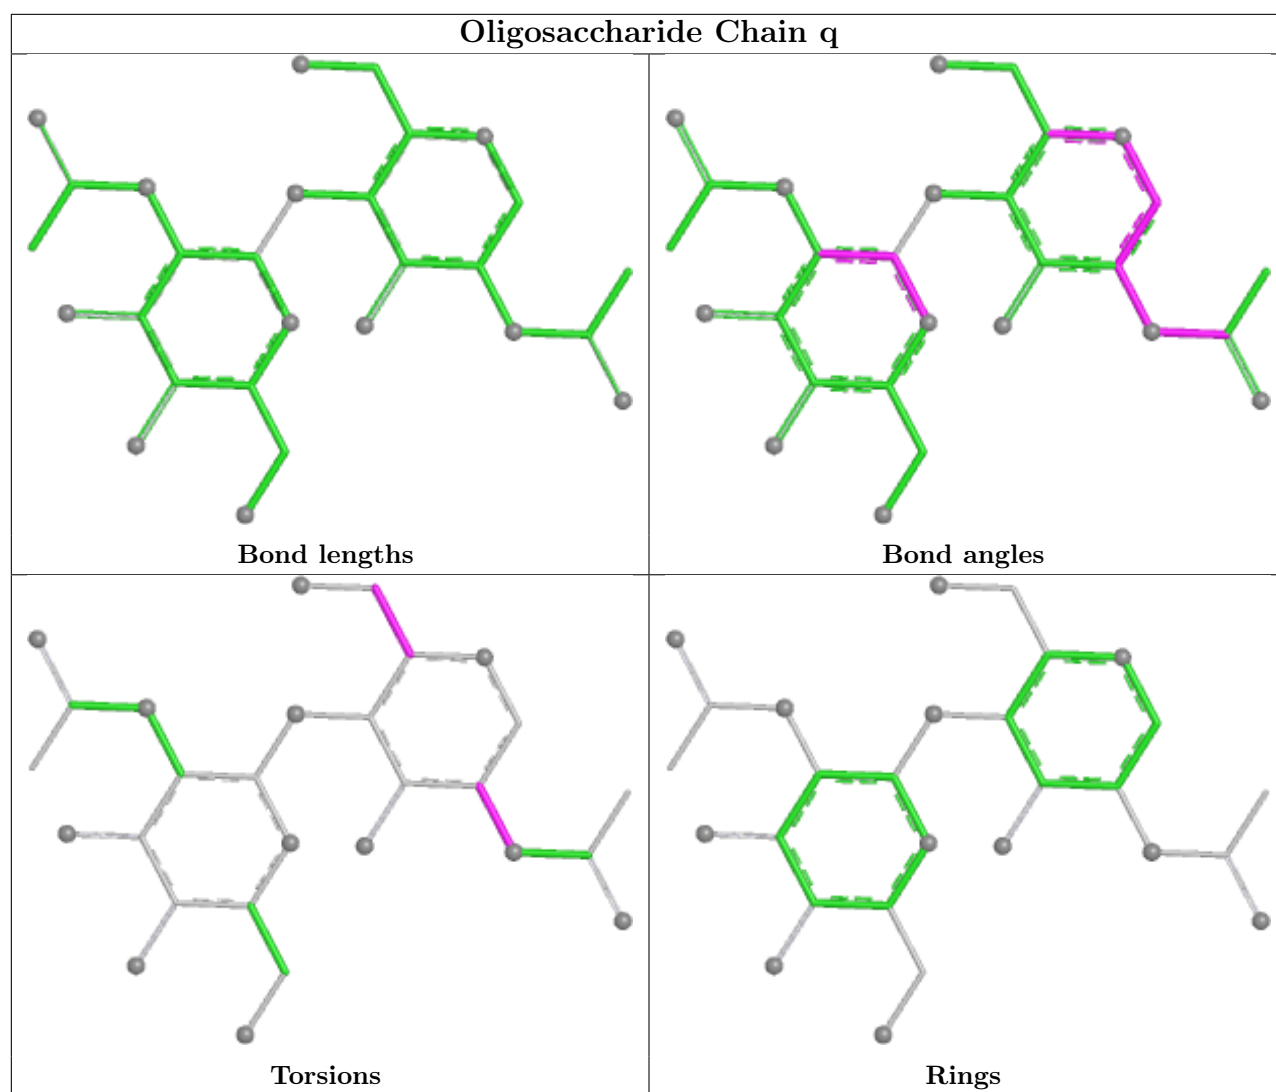 Oligosaccharide Chain q
Bond lengths
Bond angles
Torsions
Rings